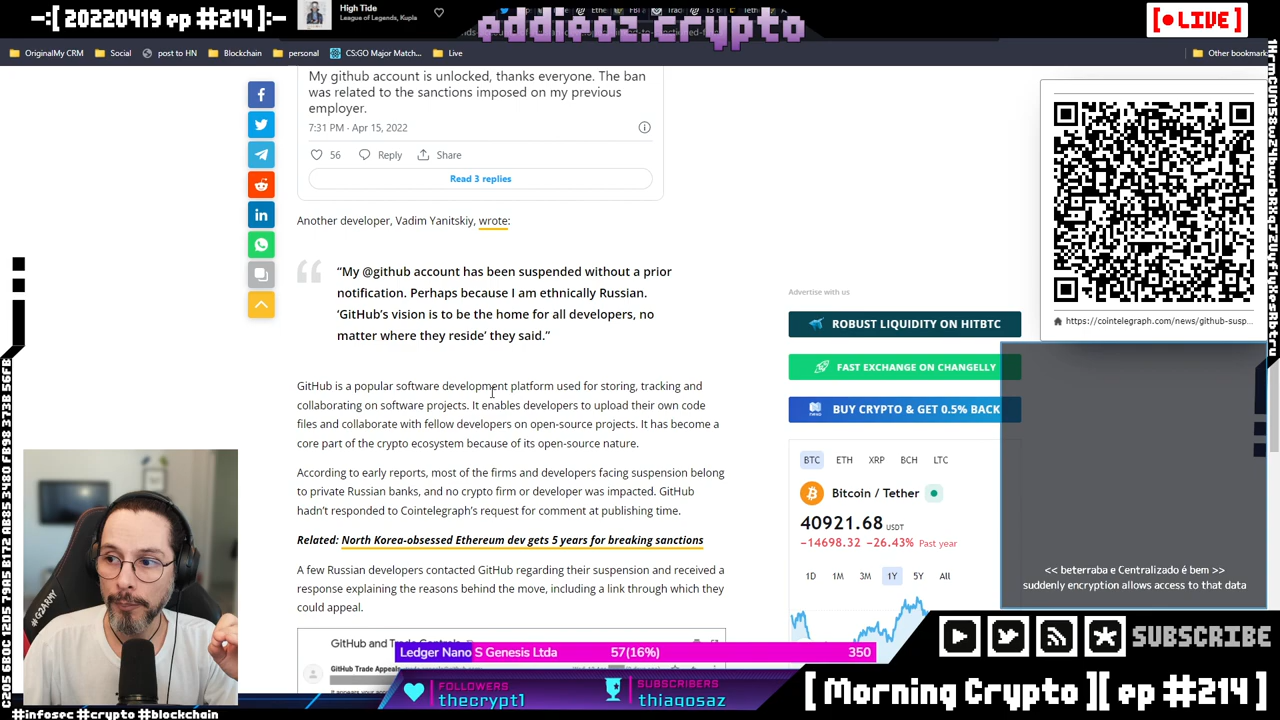 -:[ 20220419 ep #214]:-
High Tide
League of Legends, Kupla
eddieoz.crypto
[● LIVE]
OriginalMy CRM
Social
post to HN
Blockchain
personal
CS:GO Major Match...
Live
Other bookmark
My github account is unlocked, thanks everyone. The ban
was related to the sanctions imposed on my previous
employer.
7:31 PM · Apr 15, 2022
56 Reply Share
Read 3 replies
Another developer, Vadim Yanitskiy, wrote:
“My @github account has been suspended without a prior
notification. Perhaps because I am ethnically Russian.
‘GitHub’s vision is to be the home for all developers, no
matter where they reside’ they said.”
GitHub is a popular software development platform used for storing, tracking and
collaborating on software projects. It enables developers to upload their own code
files and collaborate with fellow developers on open-source projects. It has become a
core part of the crypto ecosystem because of its open-source nature.
According to early reports, most of the firms and developers facing suspension belong
to private Russian banks, and no crypto firm or developer was impacted. GitHub
hadn’t responded to Cointelegraph’s request for comment at publishing time.
Related: North Korea-obsessed Ethereum dev gets 5 years for breaking sanctions
A few Russian developers contacted GitHub regarding their suspension and received a
response explaining the reasons behind the move, including a link through which they
could appeal.
GitHub and Trade Controls
GitHub Trade Appeals
Advertise with us
ROBUST LIQUIDITY ON HITBTC
FAST EXCHANGE ON CHANGELLY
BUY CRYPTO & GET 0.5% BACK
BTC ETH XRP BCH LTC
Bitcoin / Tether
40921.68 USDT
−14698.32 −26.43% Past year
1D 1M 3M 1Y 5Y All
https://cointelegraph.com/news/github-susp...
<< beterraba e Centralizado é bem >>
suddenly encryption allows access to that data
Ledger Nano S Genesis Ltda 57(16%) 350
FOLLOWERS
thecrypt1
SUBSCRIBERS
thiagosaz
SUBSCRIBE
[ Morning Crypto ][ ep #214 ]
#infosec #crypto #blockchain